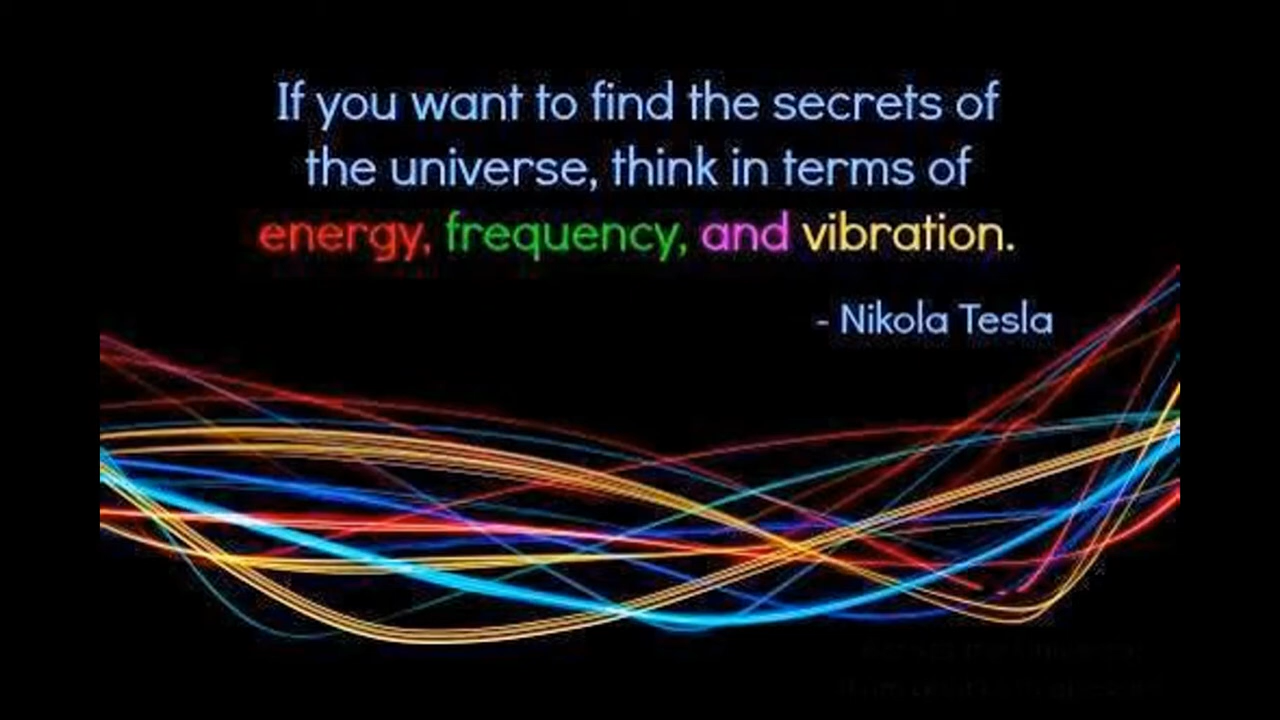 If you want to find the secrets of
the universe, think in terms of
energy, frequency, and vibration.
- Nikola Tesla